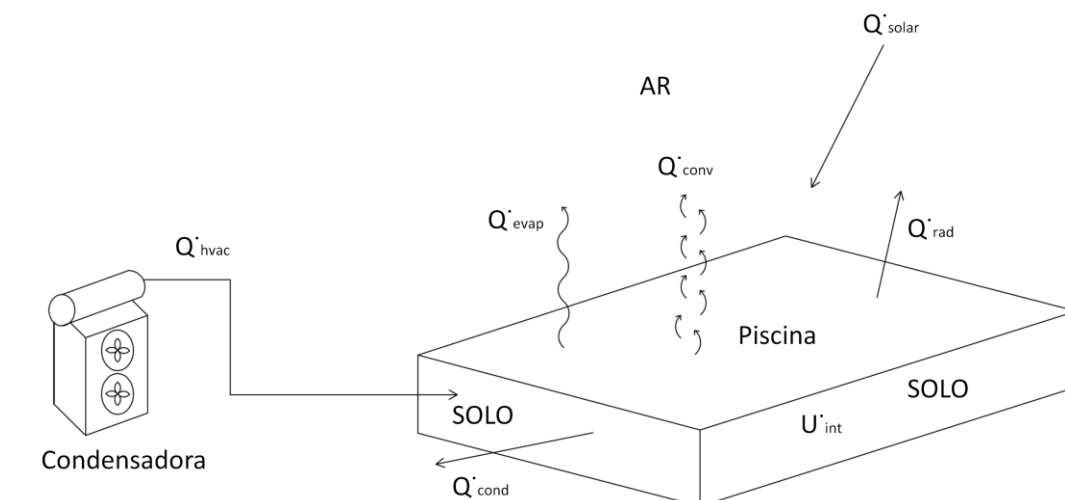 Q̇solar
AR
Q̇conv
Q̇evap
Q̇rad
Q̇hvac
Piscina
SOLO
SOLO
U̇int
Condensadora
Q̇cond